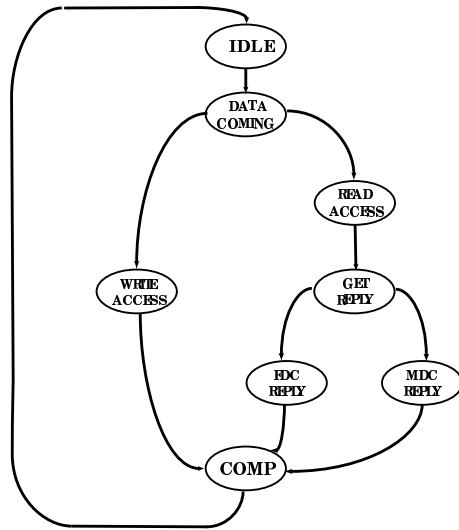 IDLE
DATA
COMING
READ
ACCESS
WRITE
ACCESS
GET
REPLY
FDC
REPLY
MDC
REPLY
COMP